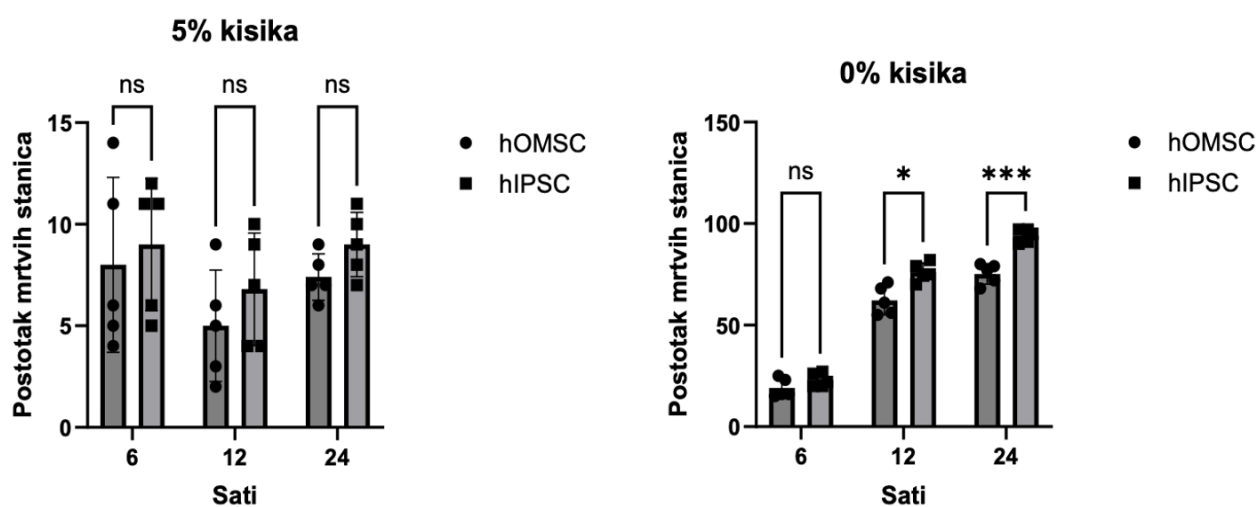 5% kisika
ns ns ns
15
10
5
0
Postotak mrtvih stanica
6 12 24
Sati
hOMSC
hIPSC
0% kisika
ns * ***
150
100
50
0
Postotak mrtvih stanica
6 12 24
Sati
hOMSC
hIPSC